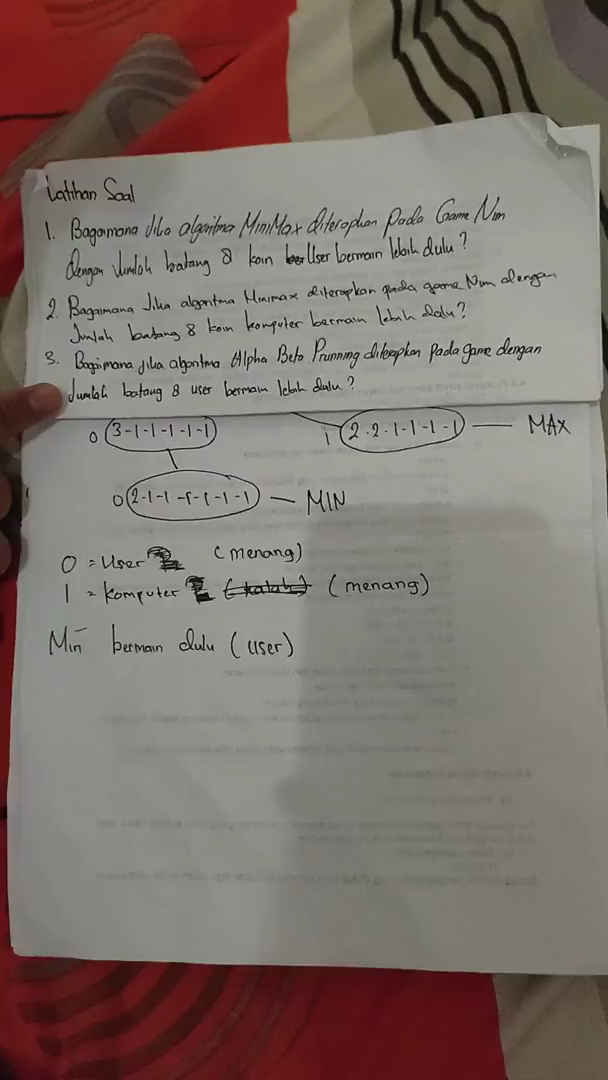 Latihan Soal
1. Bagaimana Jika algoritma MiniMax diterapkan pada Game Nim
dengan Jumlah batang 8 koin User bermain lebih dulu?
2. Bagaimana Jika algoritma Minimax diterapkan pada game Nim dengan
Jumlah batang 8 koin komputer bermain lebih dulu?
3. Bagimana jika algoritma Alpha Beta Prunning diterapkan pada game dengan
Jumlah batang 8 user bermain lebih dulu?
0 3-1-1-1-1-1 1 2-2-1-1-1-1 — MAX
0 2-1-1-1-1-1-1 — MIN
0 = User (menang)
1 = komputer (kalah) (menang)
Min bermain dulu (user)